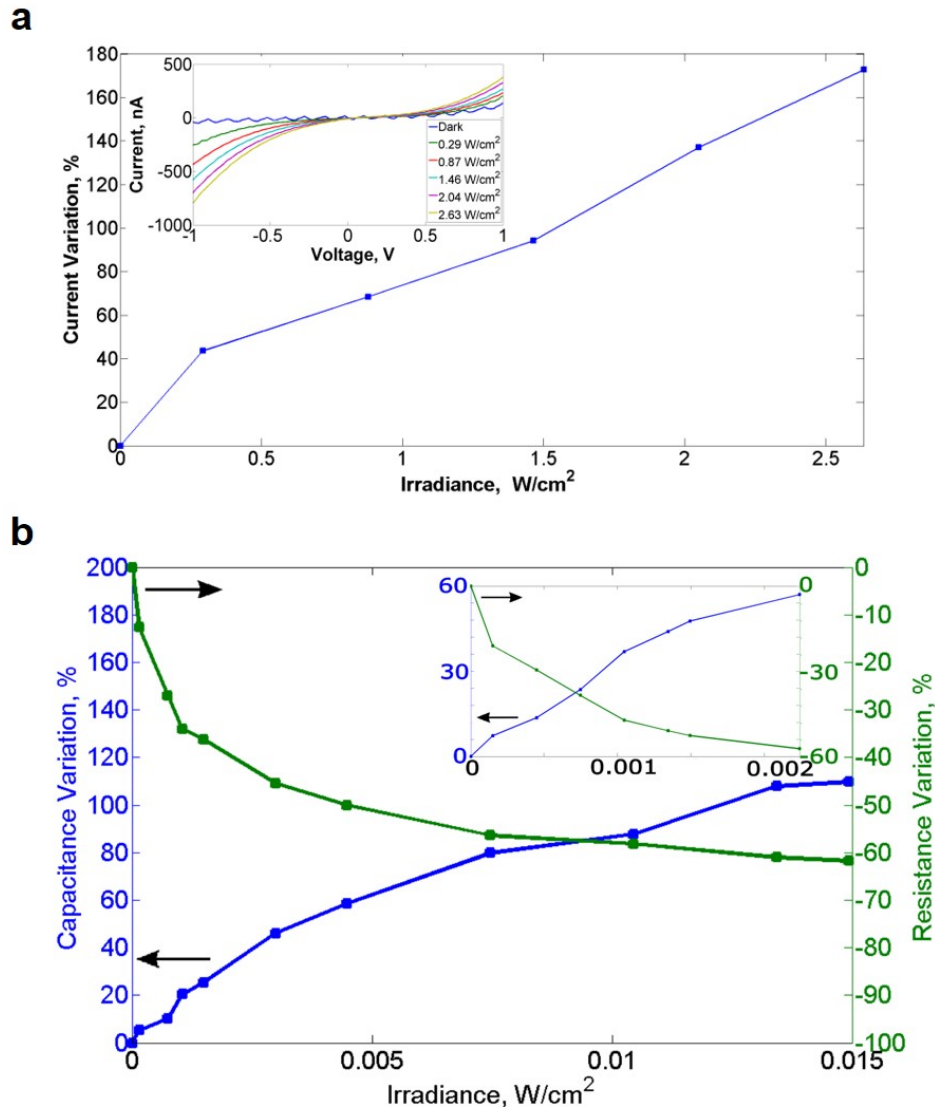 a
180
160
140
120
100
80
60
40
20
0
Current Variation, %
0 0.5 1 1.5 2 2.5
Irradiance, W/cm²
500
0
-500
-1000
Current, nA
-1 -0.5 0 0.5 1
Voltage, V
Dark
0.29 W/cm²
0.87 W/cm²
1.46 W/cm²
2.04 W/cm²
2.63 W/cm²
b
200
180
160
140
120
100
80
60
40
20
0
Capacitance Variation, %
0 0.005 0.01 0.015
Irradiance, W/cm²
0
-10
-20
-30
-40
-50
-60
-70
-80
-90
-100
Resistance Variation, %
60
30
0
0 0.001 0.002
0
-30
-60